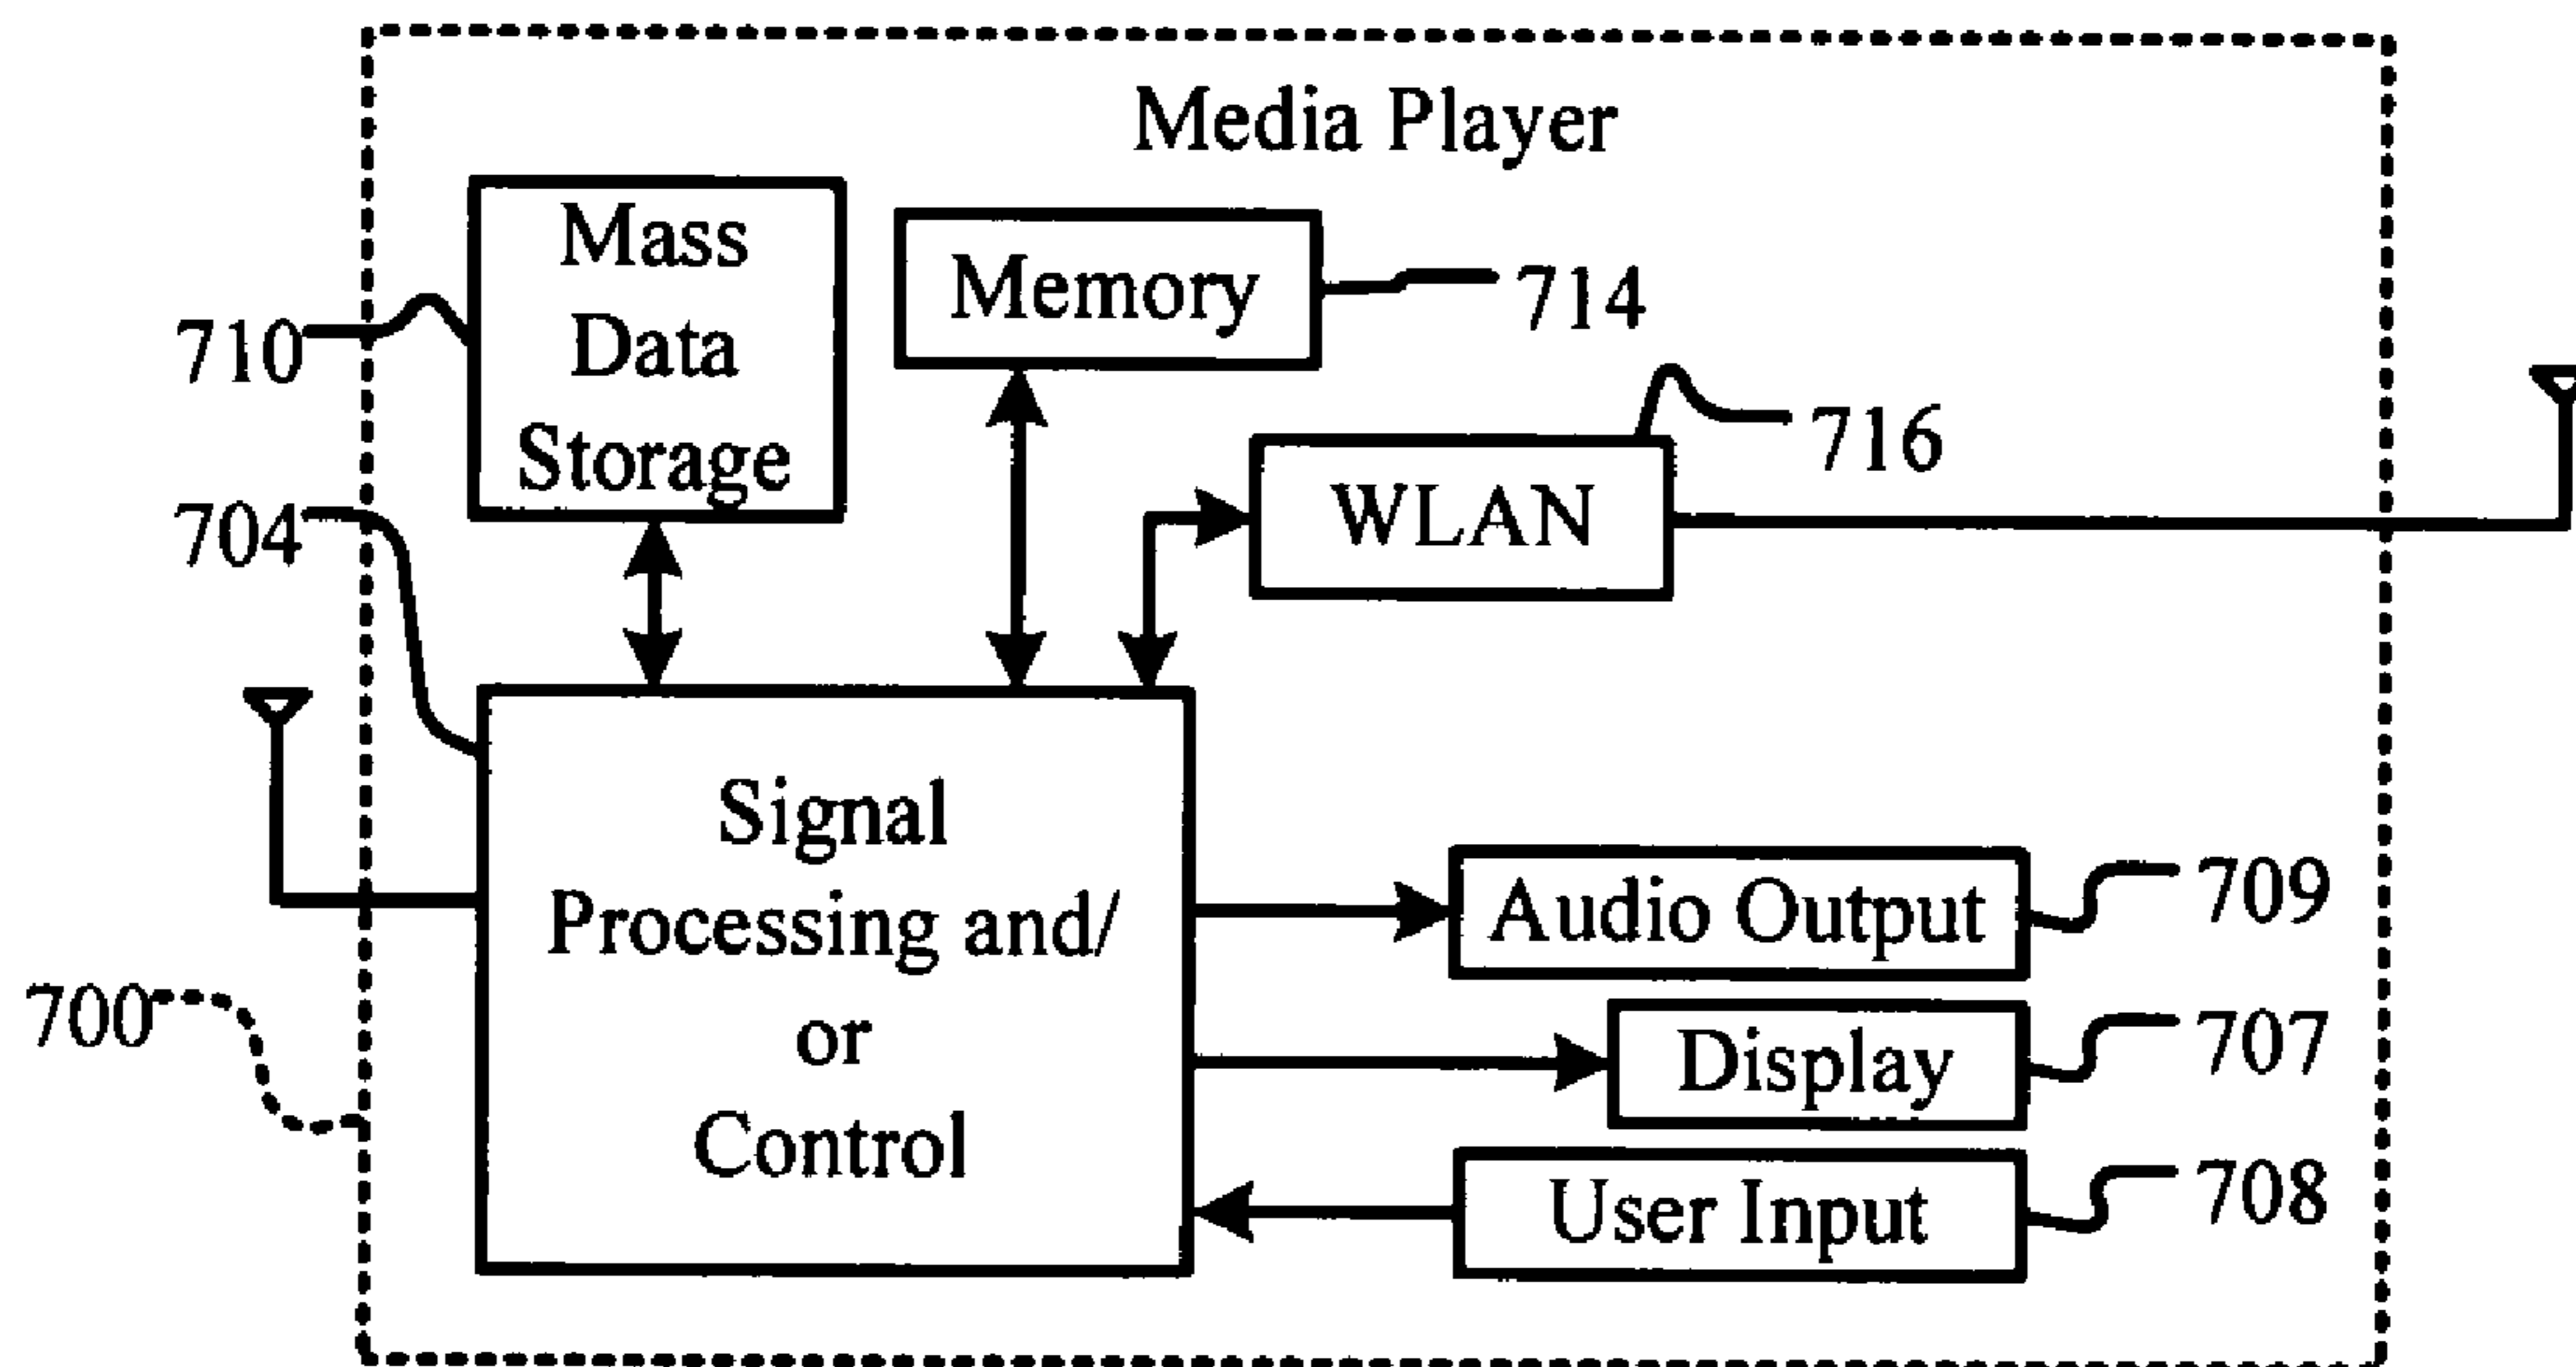 Media Player
Mass
Data
Storage
710
Memory
714
716
WLAN
704
Signal
Processing and/
or
Control
700
Audio Output
709
Display
707
User Input
708